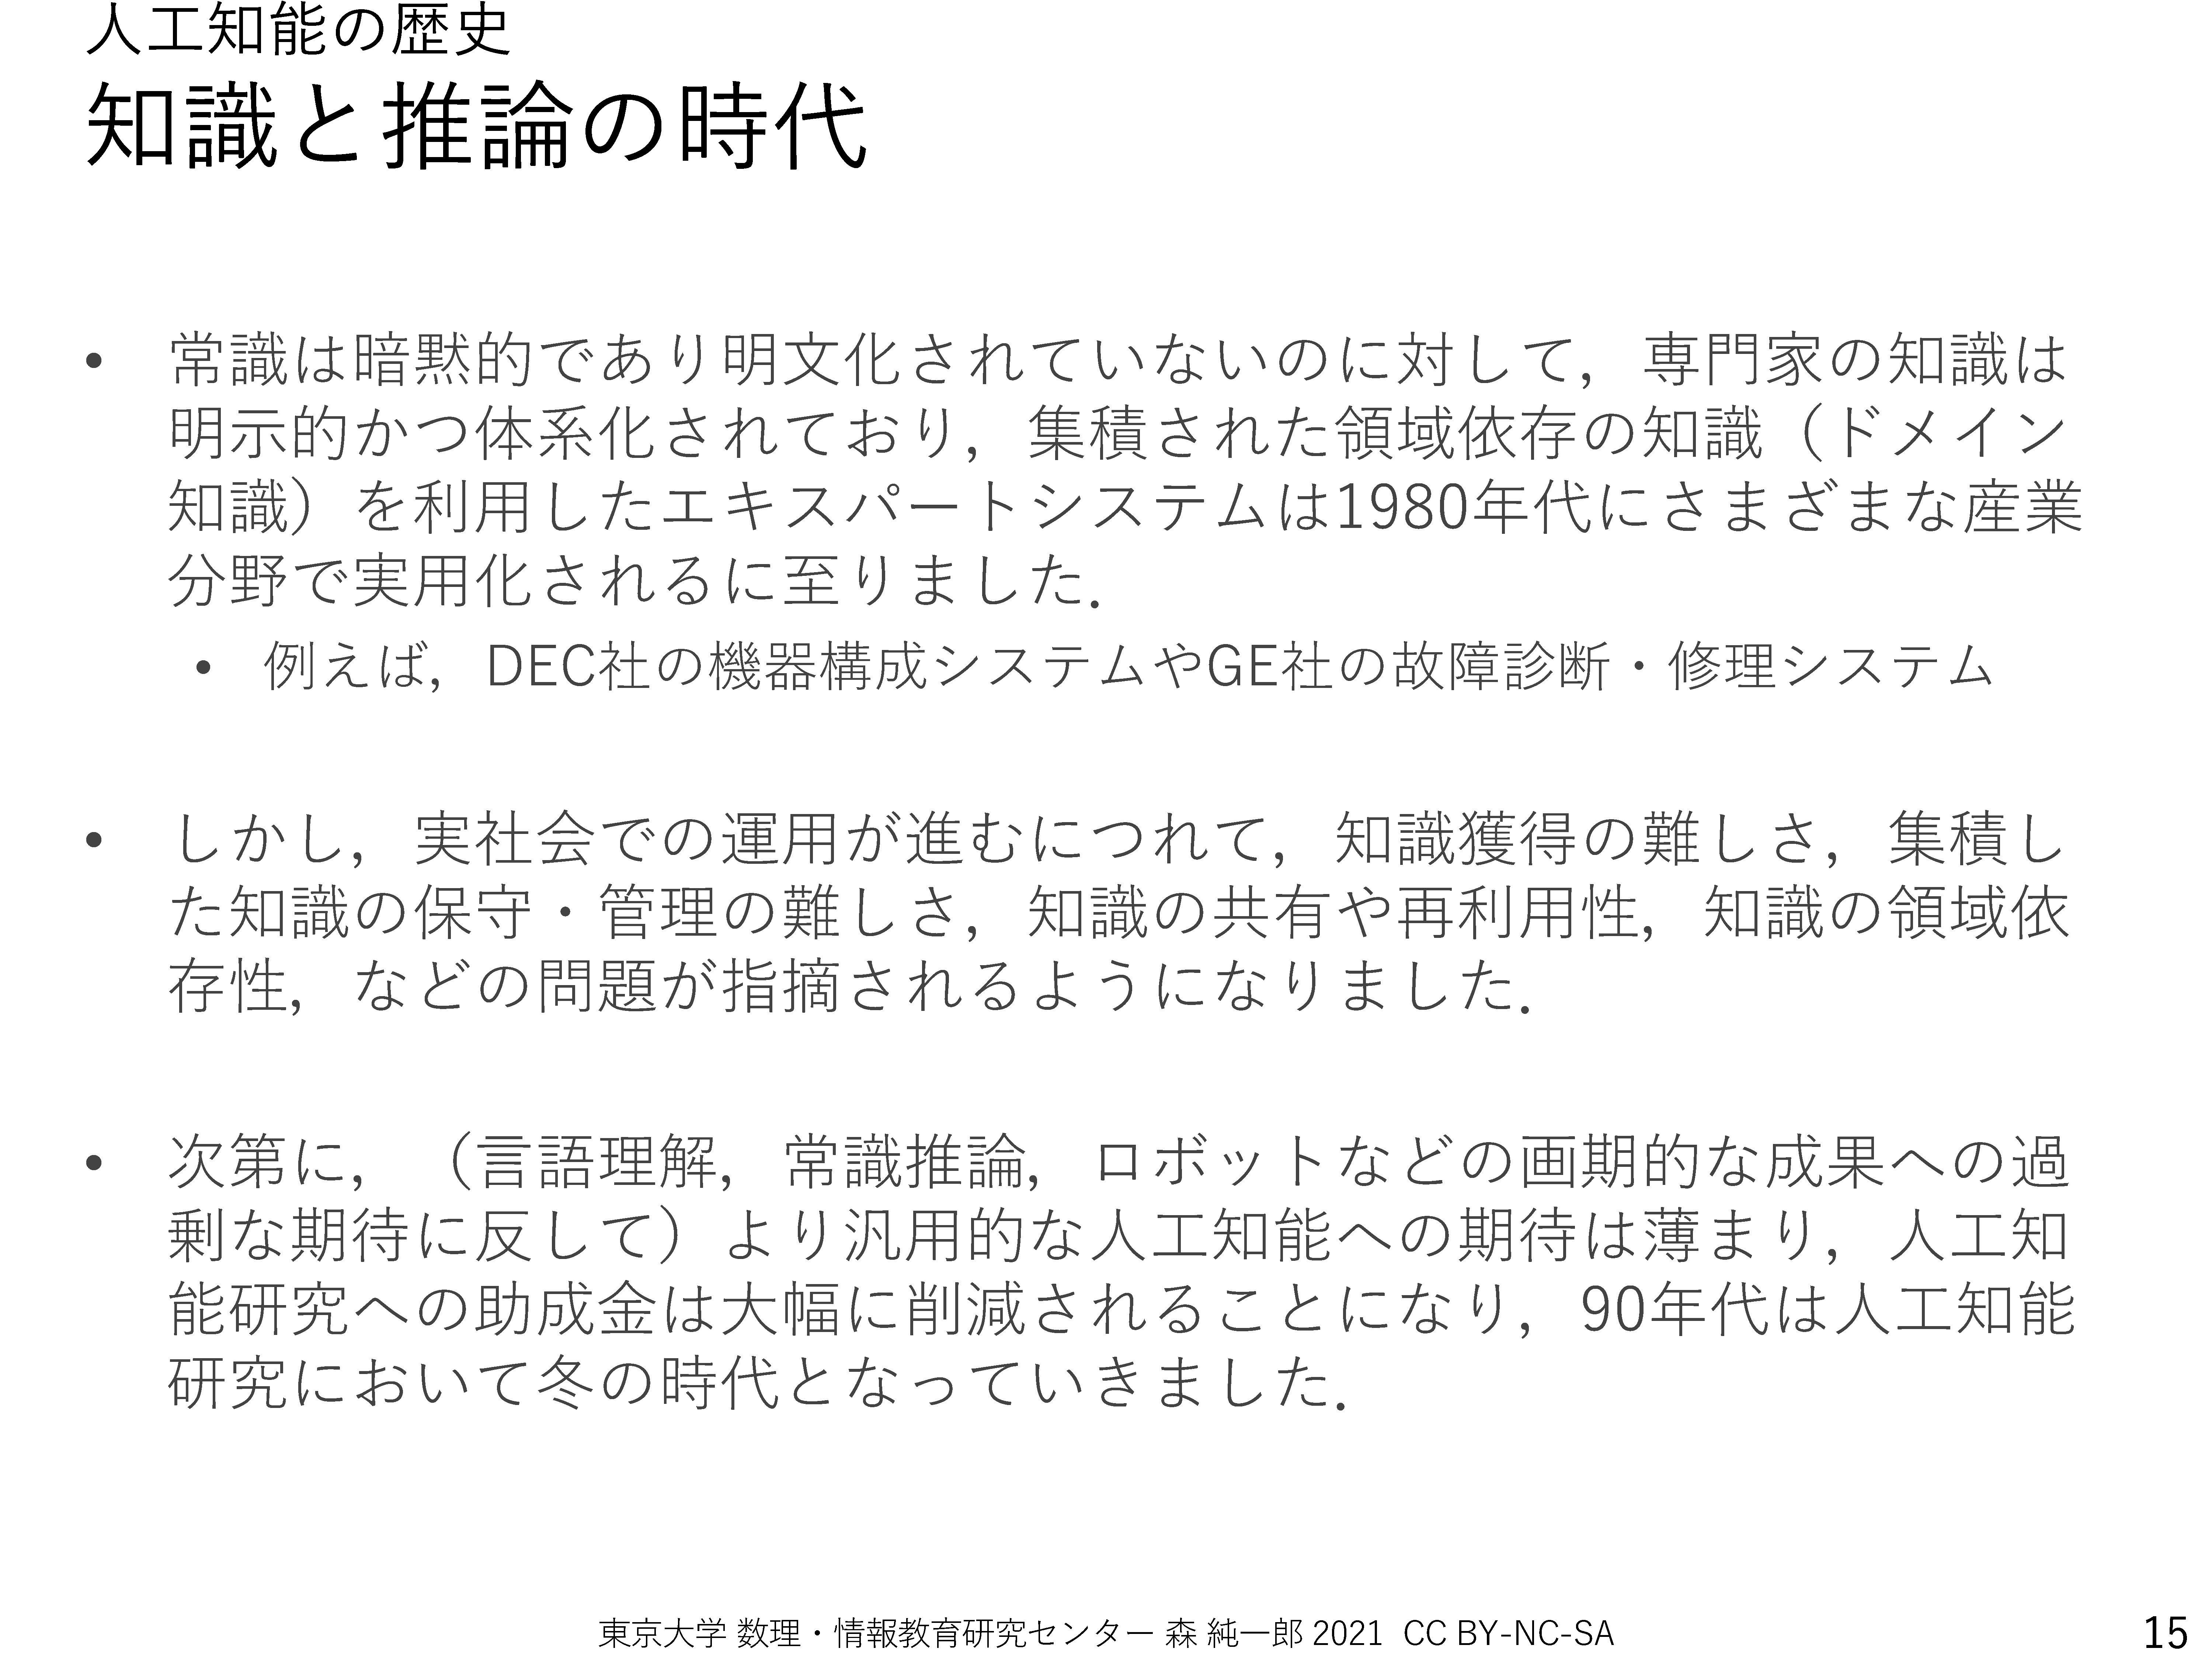 人工知能の歴史
知識と推論の時代
• 常識は暗黙的であり明文化されていないのに対して，専門家の知識は
明示的かつ体系化されており，集積された領域依存の知識（ドメイン
知識）を利用したエキスパートシステムは1980年代にさまざまな産業
分野で実用化されるに至りました．
• 例えば，DEC社の機器構成システムやGE社の故障診断・修理システム
• しかし，実社会での運用が進むにつれて，知識獲得の難しさ，集積し
た知識の保守・管理の難しさ，知識の共有や再利用性，知識の領域依
存性，などの問題が指摘されるようになりました．
• 次第に，（言語理解，常識推論，ロボットなどの画期的な成果への過
剰な期待に反して）より汎用的な人工知能への期待は薄まり，人工知
能研究への助成金は大幅に削減されることになり，90年代は人工知能
研究において冬の時代となっていきました．
東京大学 数理・情報教育研究センター 森 純一郎 2021 CC BY-NC-SA
15